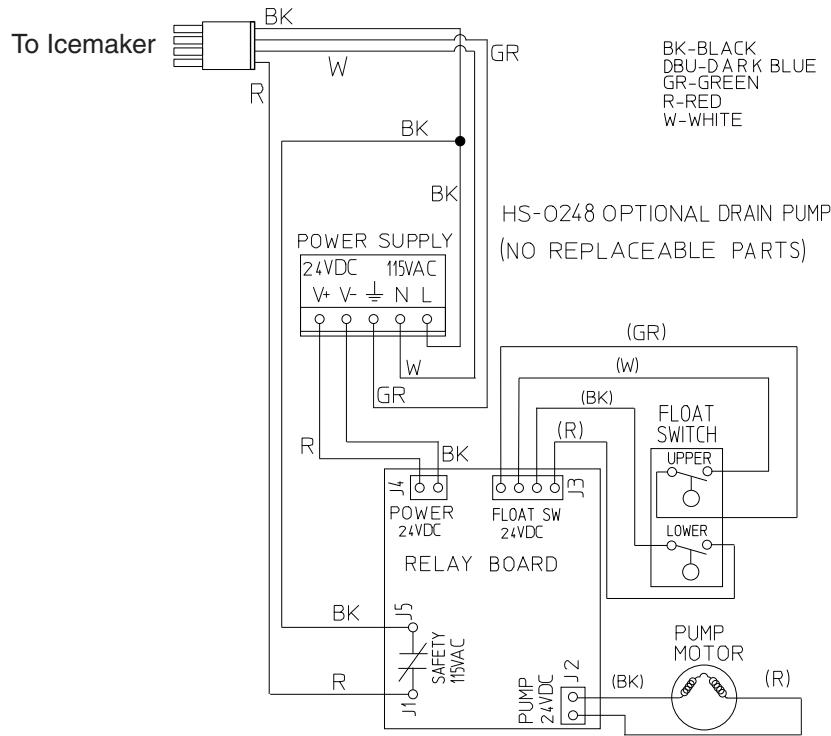 BK
To Icemaker
W
GR
R
BK-BLACK
DBU-DARK BLUE
GR-GREEN
R-RED
W-WHITE
BK
BK
HS-0248 OPTIONAL DRAIN PUMP
(NO REPLACEABLE PARTS)
POWER SUPPLY
24VDC 115VAC
V+ V- N L
W
GR
R
BK
(GR)
(W)
(BK)
(R)
FLOAT
SWITCH
UPPER
LOWER
J4
POWER
24VDC
J3
FLOAT SW
24VDC
RELAY BOARD
BK
J5
SAFETY
115VAC
R
J1
PUMP
24VDC
J2
(BK)
PUMP
MOTOR
(R)